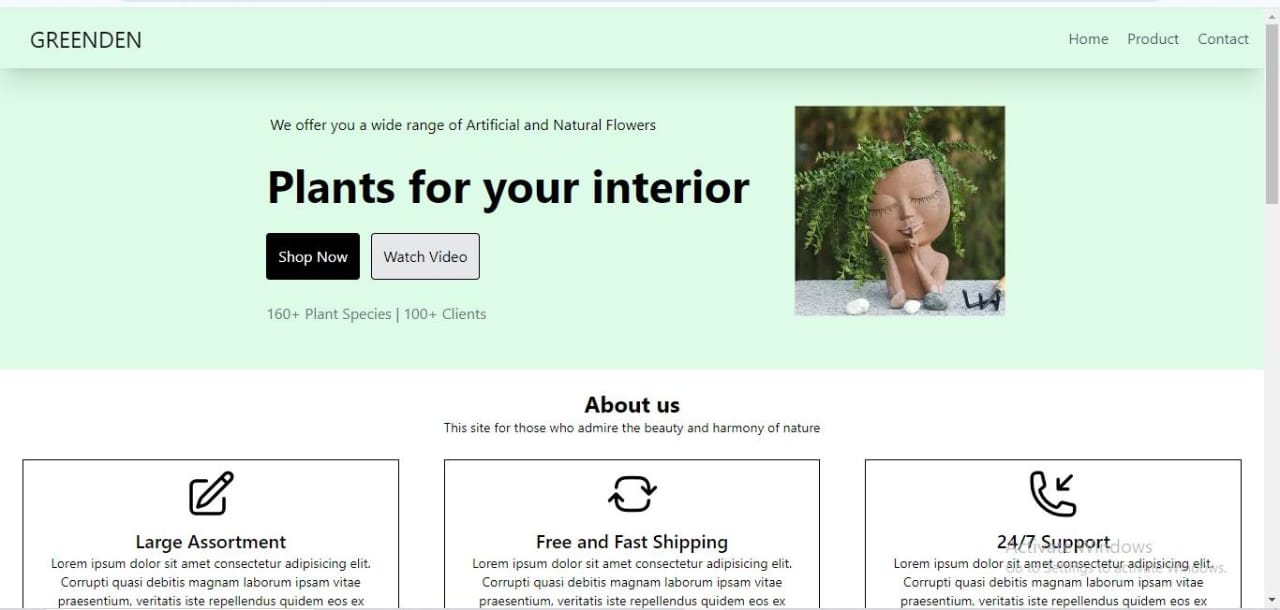 GREENDEN
Home Product Contact
We offer you a wide range of Artificial and Natural Flowers
Plants for your interior
Shop Now Watch Video
160+ Plant Species | 100+ Clients
About us
This site for those who admire the beauty and harmony of nature
Large Assortment
Lorem ipsum dolor sit amet consectetur adipisicing elit.
Corrupti quasi debitis magnam laborum ipsam vitae
praesentium, veritatis iste repellendus quidem eos ex
Free and Fast Shipping
Lorem ipsum dolor sit amet consectetur adipisicing elit.
Corrupti quasi debitis magnam laborum ipsam vitae
praesentium, veritatis iste repellendus quidem eos ex
24/7 Support
Lorem ipsum dolor sit amet consectetur adipisicing elit.
Corrupti quasi debitis magnam laborum ipsam vitae
praesentium, veritatis iste repellendus quidem eos ex
Activate Windows
Go to Settings to activate Windows.